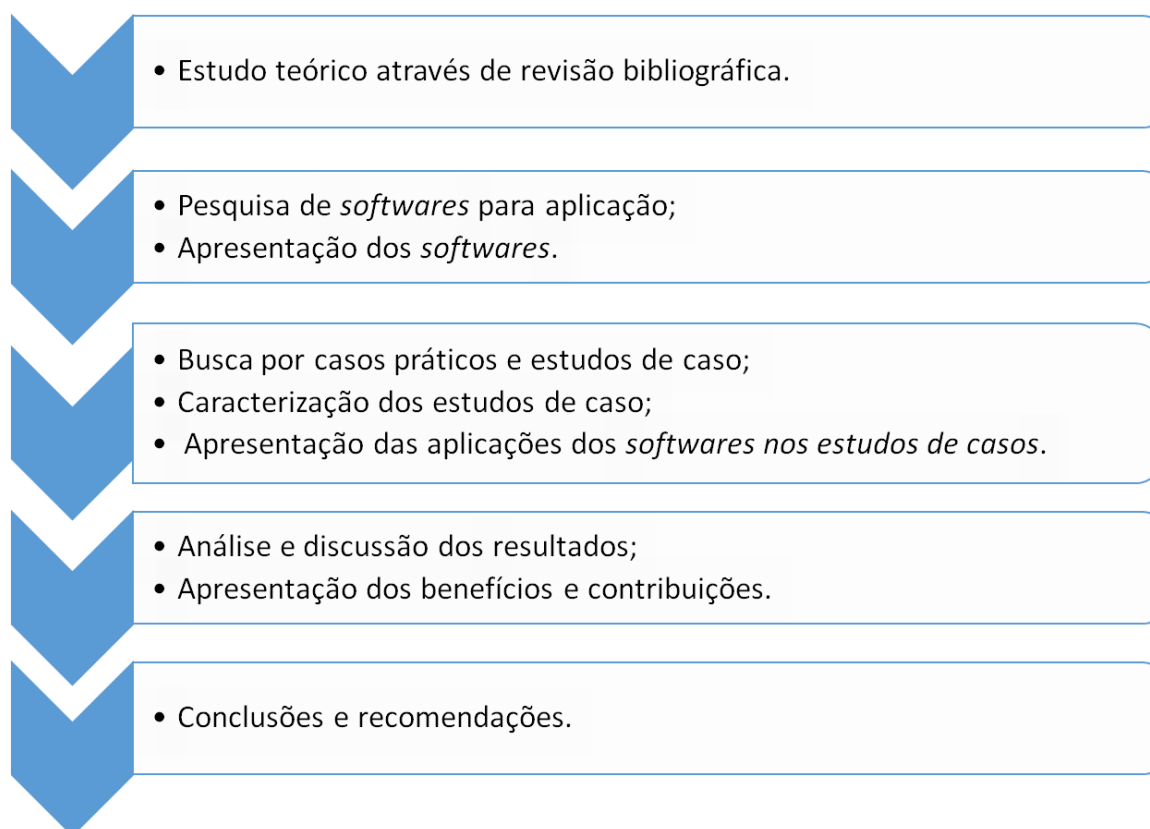 • Estudo teórico através de revisão bibliográfica.
• Pesquisa de softwares para aplicação;
• Apresentação dos softwares.
• Busca por casos práticos e estudos de caso;
• Caracterização dos estudos de caso;
• Apresentação das aplicações dos softwares nos estudos de casos.
• Análise e discussão dos resultados;
• Apresentação dos benefícios e contribuições.
• Conclusões e recomendações.